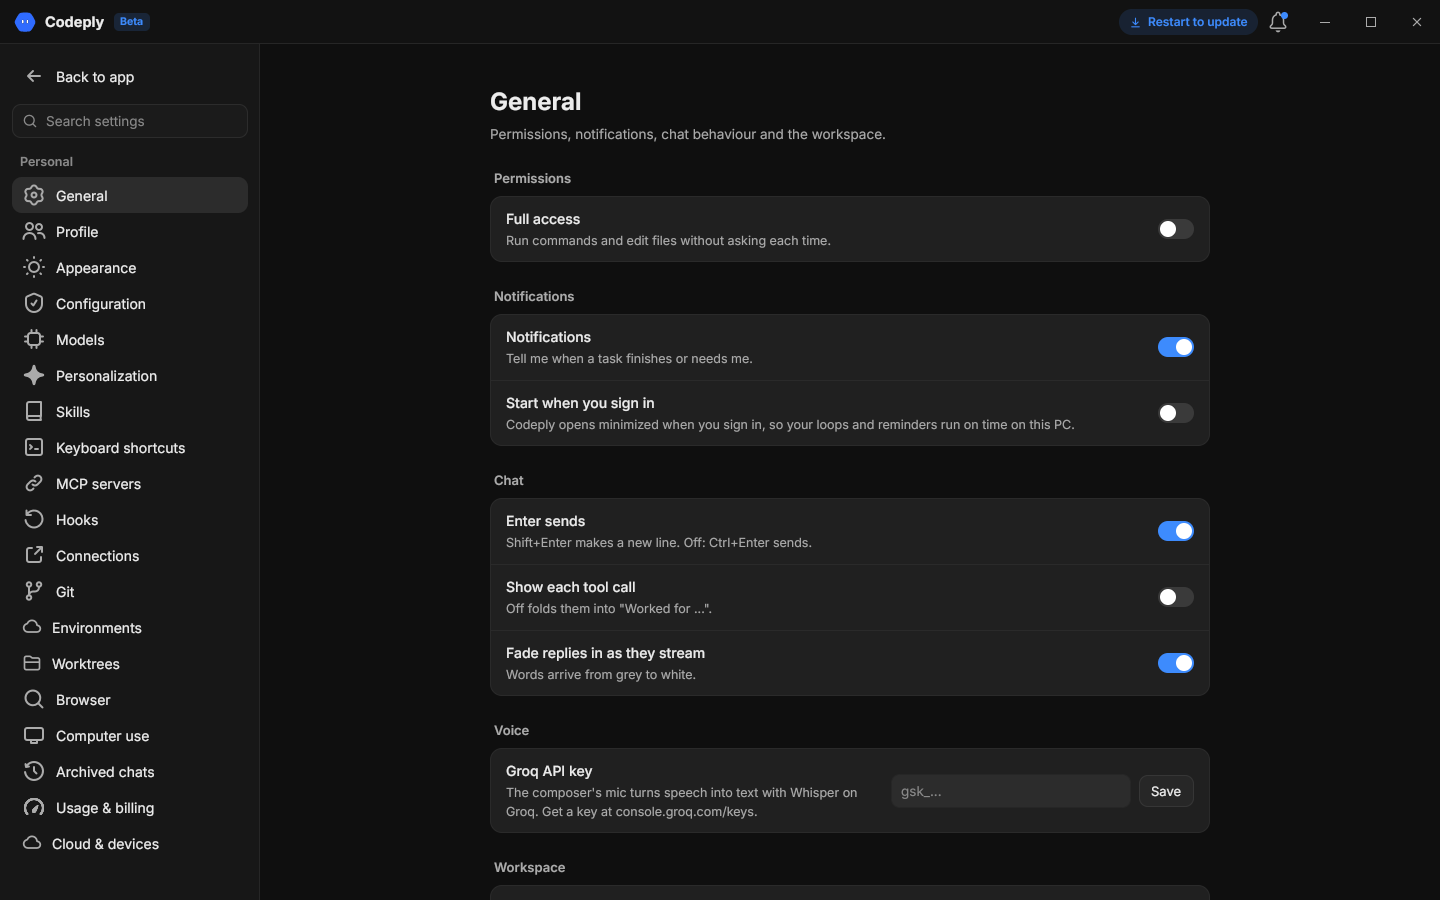 Codeply Beta
Restart to update
Back to app
Search settings
Personal
General
Profile
Appearance
Configuration
Models
Personalization
Skills
Keyboard shortcuts
MCP servers
Hooks
Connections
Git
Environments
Worktrees
Browser
Computer use
Archived chats
Usage & billing
Cloud & devices
General
Permissions, notifications, chat behaviour and the workspace.
Permissions
Full access
Run commands and edit files without asking each time.
Notifications
Notifications
Tell me when a task finishes or needs me.
Start when you sign in
Codeply opens minimized when you sign in, so your loops and reminders run on time on this PC.
Chat
Enter sends
Shift+Enter makes a new line. Off: Ctrl+Enter sends.
Show each tool call
Off folds them into "Worked for ...".
Fade replies in as they stream
Words arrive from grey to white.
Voice
Groq API key
The composer's mic turns speech into text with Whisper on
Groq. Get a key at console.groq.com/keys.
gsk_...
Save
Workspace